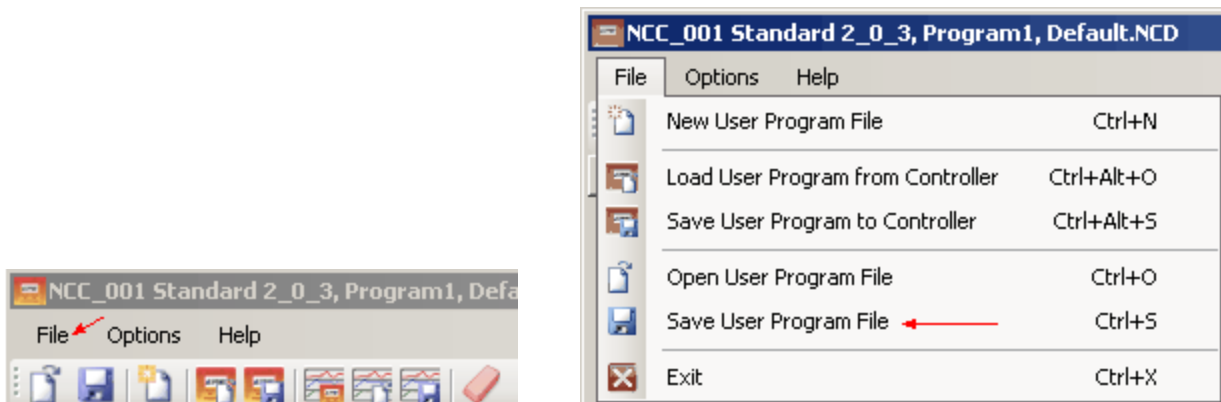 NCC_001 Standard 2_0_3, Program1, Defa
File Options Help
NCC_001 Standard 2_0_3, Program1, Default.NCD
File Options Help
New User Program File Ctrl+N
Load User Program from Controller Ctrl+Alt+O
Save User Program to Controller Ctrl+Alt+S
Open User Program File Ctrl+O
Save User Program File Ctrl+S
Exit Ctrl+X